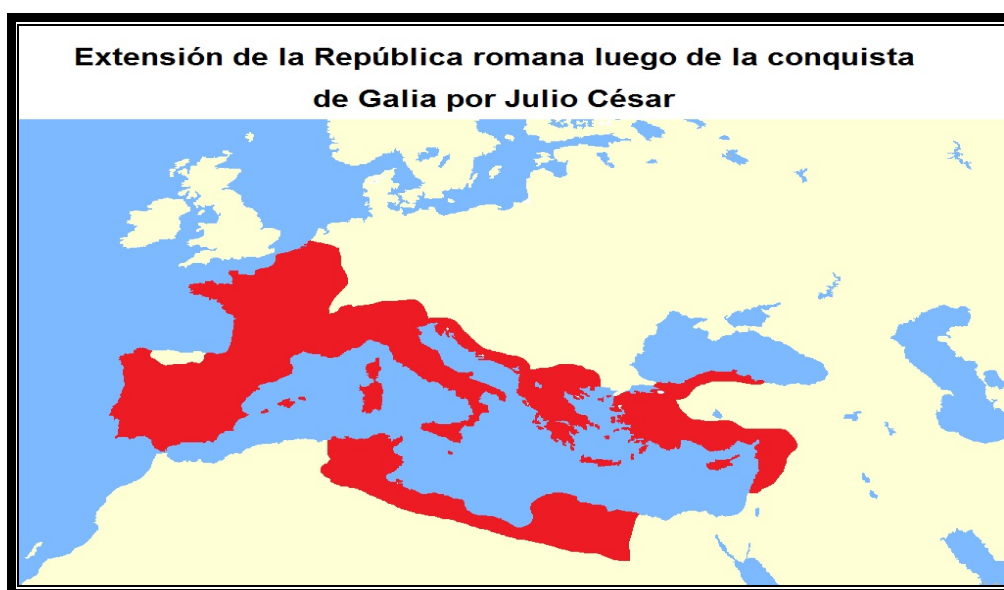 Extensión de la República romana luego de la conquista
de Galia por Julio César